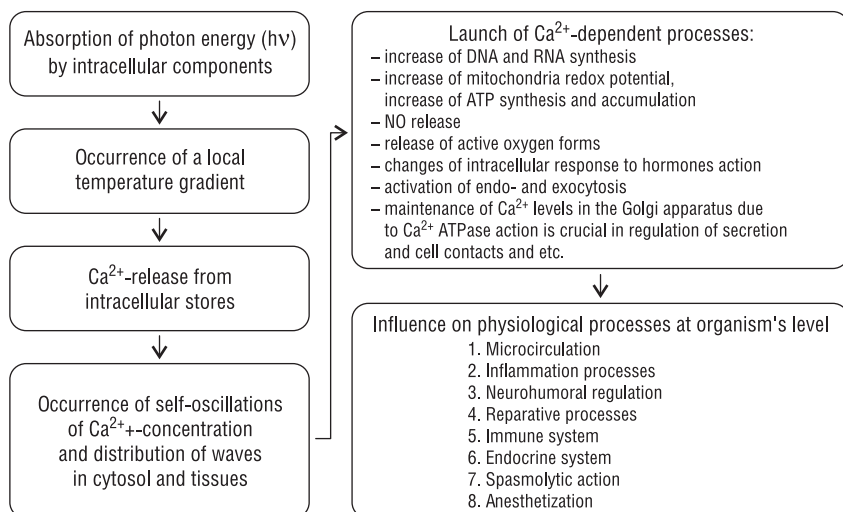 Absorption of photon energy (hν)
by intracellular components
Occurrence of a local
temperature gradient
Ca²⁺-release from
intracellular stores
Occurrence of self-oscillations
of Ca²⁺+-concentration
and distribution of waves
in cytosol and tissues
Launch of Ca²⁺-dependent processes:
– increase of DNA and RNA synthesis
– increase of mitochondria redox potential,
increase of ATP synthesis and accumulation
– NO release
– release of active oxygen forms
– changes of intracellular response to hormones action
– activation of endo- and exocytosis
– maintenance of Ca²⁺ levels in the Golgi apparatus due
to Ca²⁺ ATPase action is crucial in regulation of secretion
and cell contacts and etc.
Influence on physiological processes at organism's level
1. Microcirculation
2. Inflammation processes
3. Neurohumoral regulation
4. Reparative processes
5. Immune system
6. Endocrine system
7. Spasmolytic action
8. Anesthetization